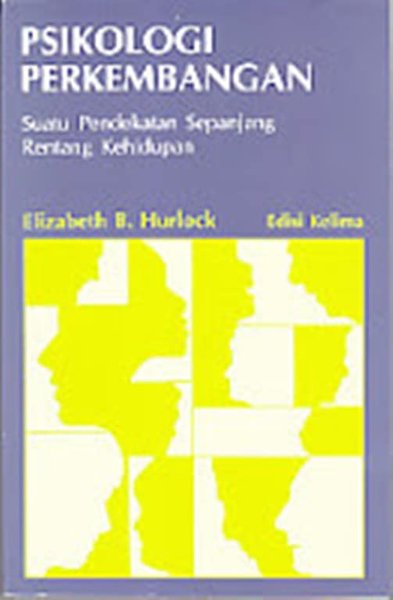 PSIKOLOGI
PERKEMBANGAN
Suatu Pendekatan Sepanjang
Rentang Kehidupan
Elizabeth B. Hurlock
Edisi Kelima